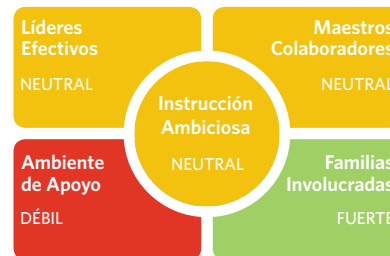 Líderes
Efectivos
NEUTRAL
Maestros
Colaboradores
NEUTRAL
Instrucción
Ambiciosa
NEUTRAL
Ambiente
de Apoyo
DÉBIL
Familias
Involucradas
FUERTE